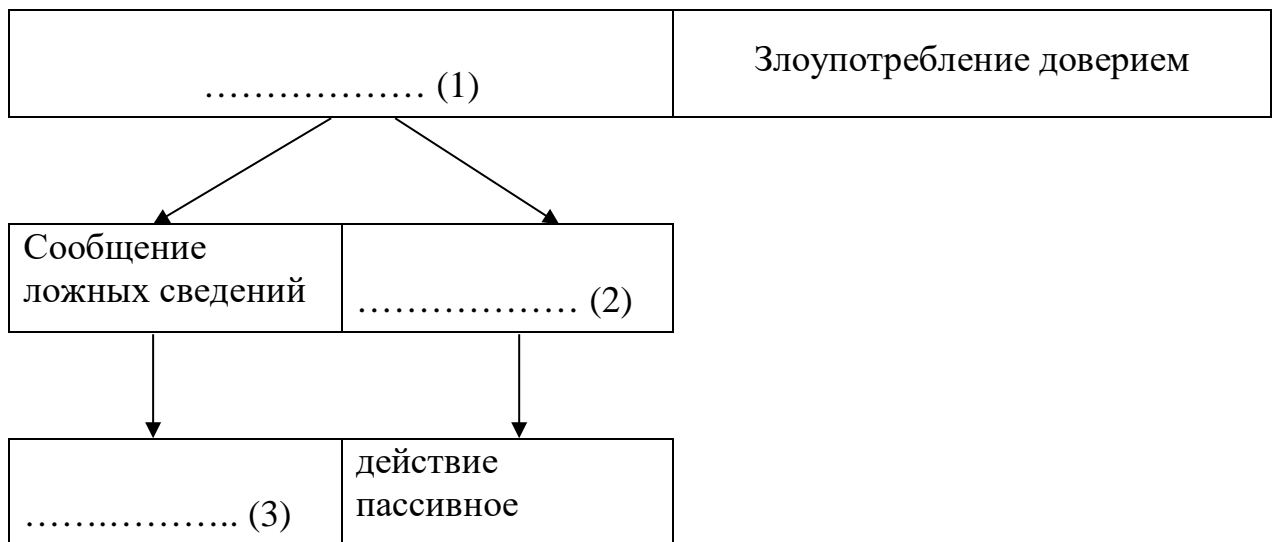 ……………… (1)
Злоупотребление доверием
Сообщение
ложных сведений
……………… (2)
…….……….. (3)
действие
пассивное